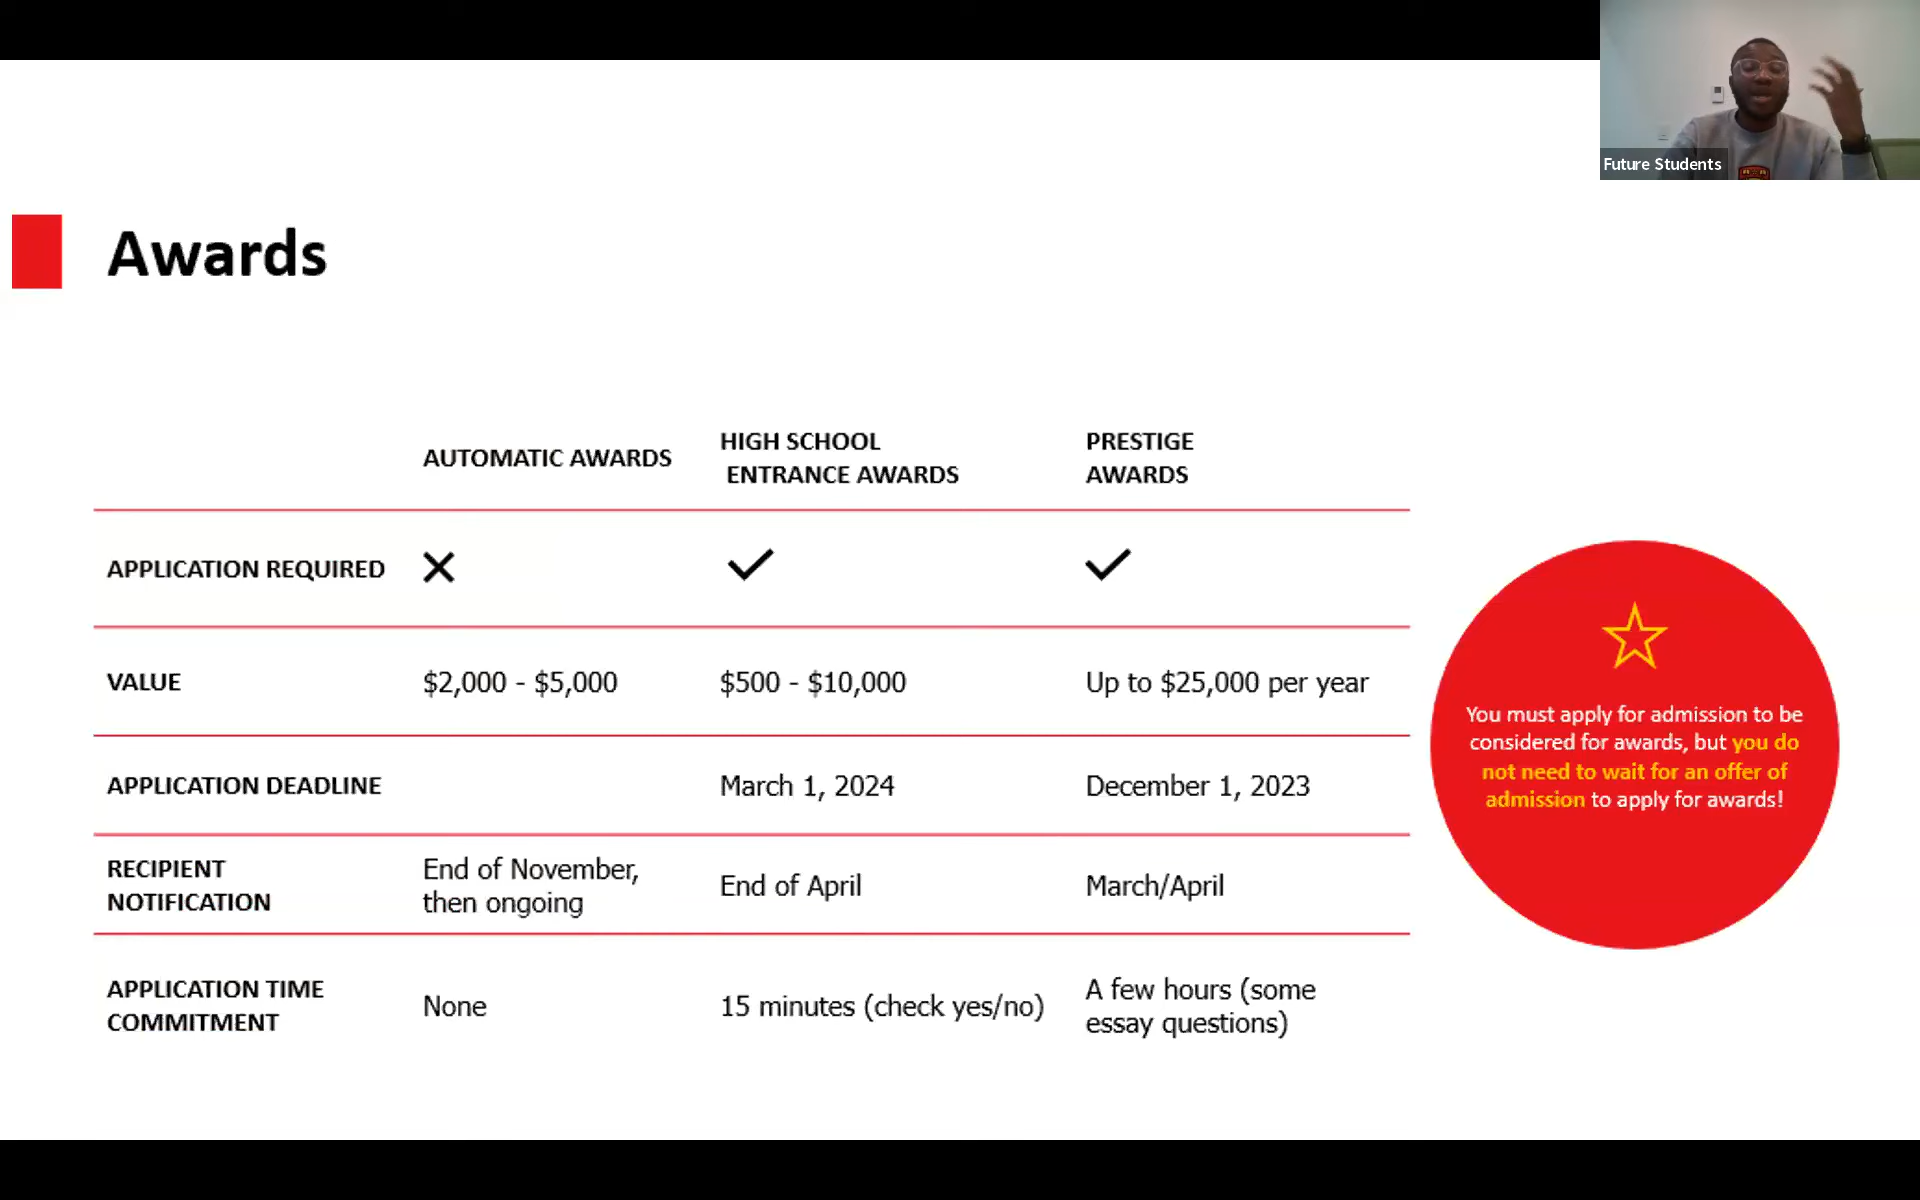 Future Students
Awards
AUTOMATIC AWARDS
HIGH SCHOOL
ENTRANCE AWARDS
PRESTIGE
AWARDS
APPLICATION REQUIRED
VALUE
$2,000 - $5,000
$500 - $10,000
Up to $25,000 per year
APPLICATION DEADLINE
March 1, 2024
December 1, 2023
RECIPIENT
NOTIFICATION
End of November,
then ongoing
End of April
March/April
APPLICATION TIME
COMMITMENT
None
15 minutes (check yes/no)
A few hours (some
essay questions)
You must apply for admission to be
considered for awards, but you do
not need to wait for an offer of
admission to apply for awards!